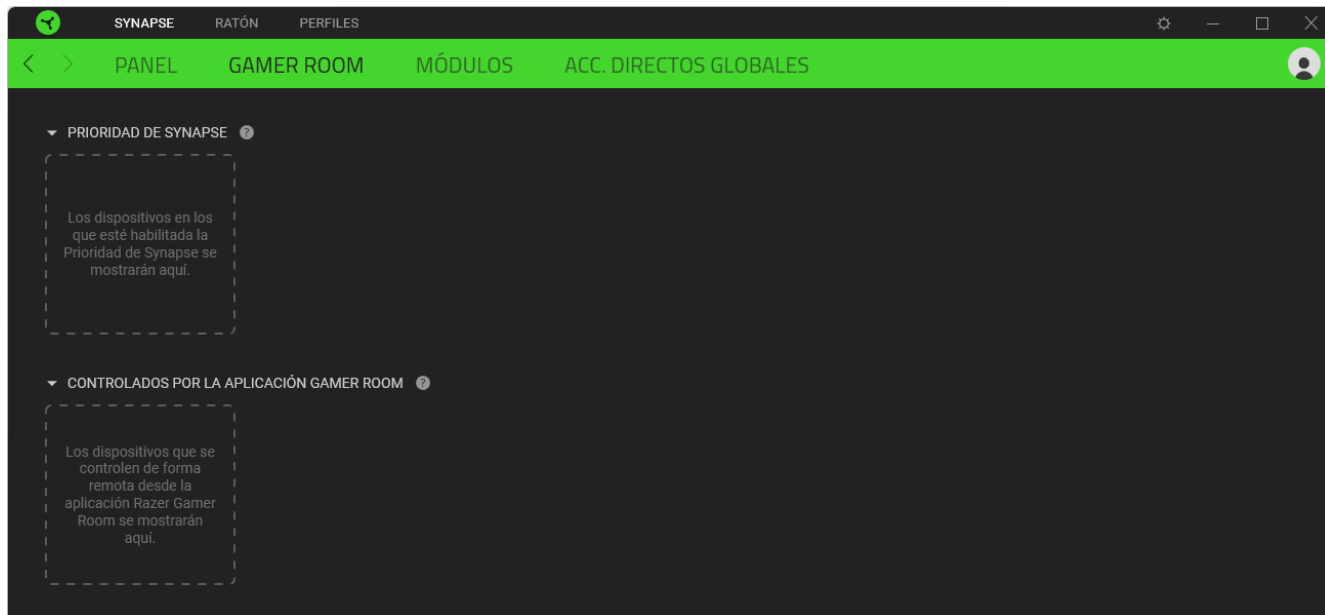 SYNAPSE RATÓN PERFILES
PANEL GAMER ROOM MÓDULOS ACC. DIRECTOS GLOBALES
PRIORIDAD DE SYNAPSE ?
Los dispositivos en los
que esté habilitada la
Prioridad de Synapse se
mostrarán aquí.
CONTROLADOS POR LA APLICACIÓN GAMER ROOM ?
Los dispositivos que se
controlen de forma
remota desde la
aplicación Razer Gamer
Room se mostrarán
aquí.